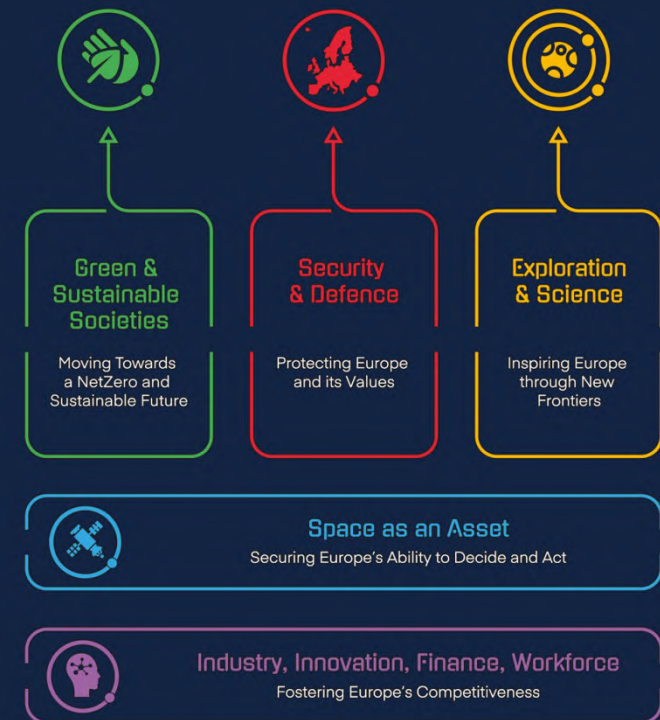 Green &
Sustainable
Societies
Moving Towards
a NetZero and
Sustainable Future
Security
& Defence
Protecting Europe
and its Values
Exploration
& Science
Inspiring Europe
through New
Frontiers
Space as an Asset
Securing Europe's Ability to Decide and Act
Industry, Innovation, Finance, Workforce
Fostering Europe's Competitiveness